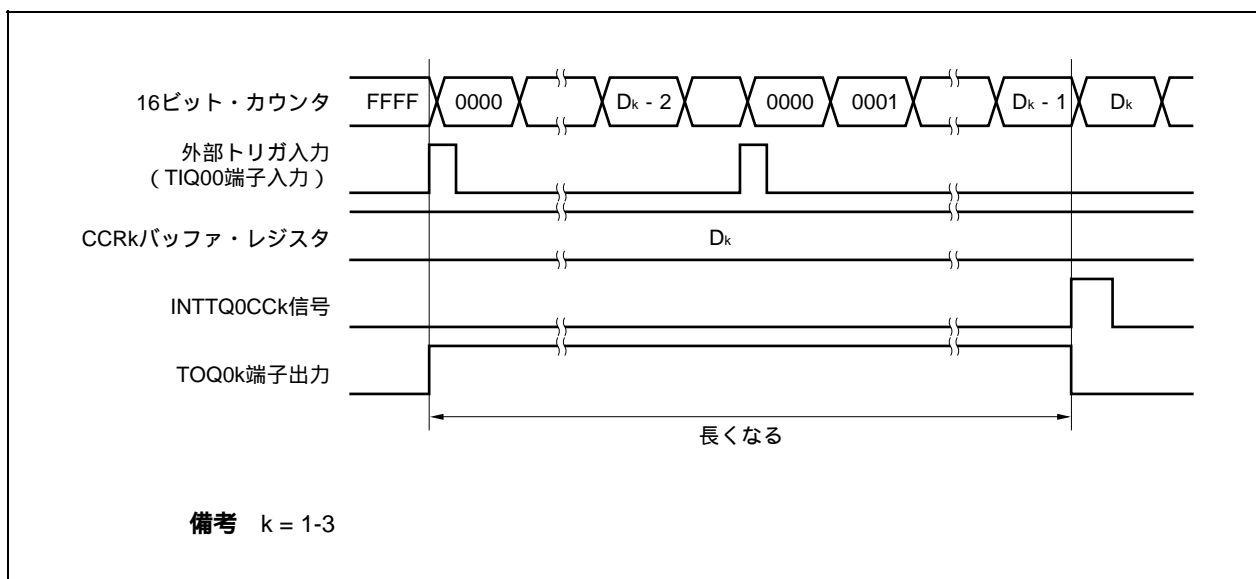 16ビット・カウンタ
FFFF
0000
Dk - 2
0000
0001
Dk - 1
Dk
外部トリガ入力
（TIQ00端子入力）
CCRkバッファ・レジスタ
Dk
INTTQ0CCk信号
TOQ0k端子出力
長くなる
備考 k = 1-3